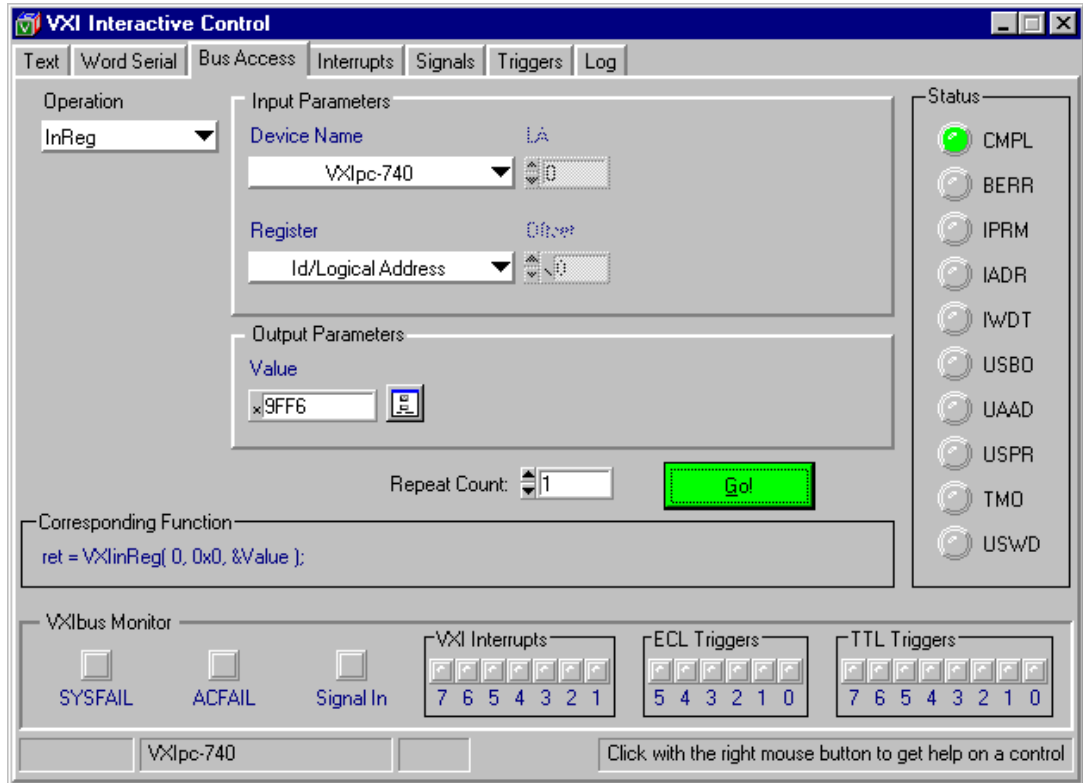 VXI Interactive Control
Text Word Serial Bus Access Interrupts Signals Triggers Log
Operation
InReg
Input Parameters
Device Name LA
VXIpc-740 0
Register Offset
Id/Logical Address x0
Output Parameters
Value
x9FF6
Repeat Count: 1 Go!
Status
CMPL
BERR
IPRM
IADR
IWDT
USBO
UAAD
USPR
TMO
USWD
Corresponding Function
ret = VXIinReg( 0, 0x0, &Value );
VXIbus Monitor
SYSFAIL ACFAIL Signal In
VXI Interrupts
7 6 5 4 3 2 1
ECL Triggers
5 4 3 2 1 0
TTL Triggers
7 6 5 4 3 2 1 0
VXIpc-740 Click with the right mouse button to get help on a control